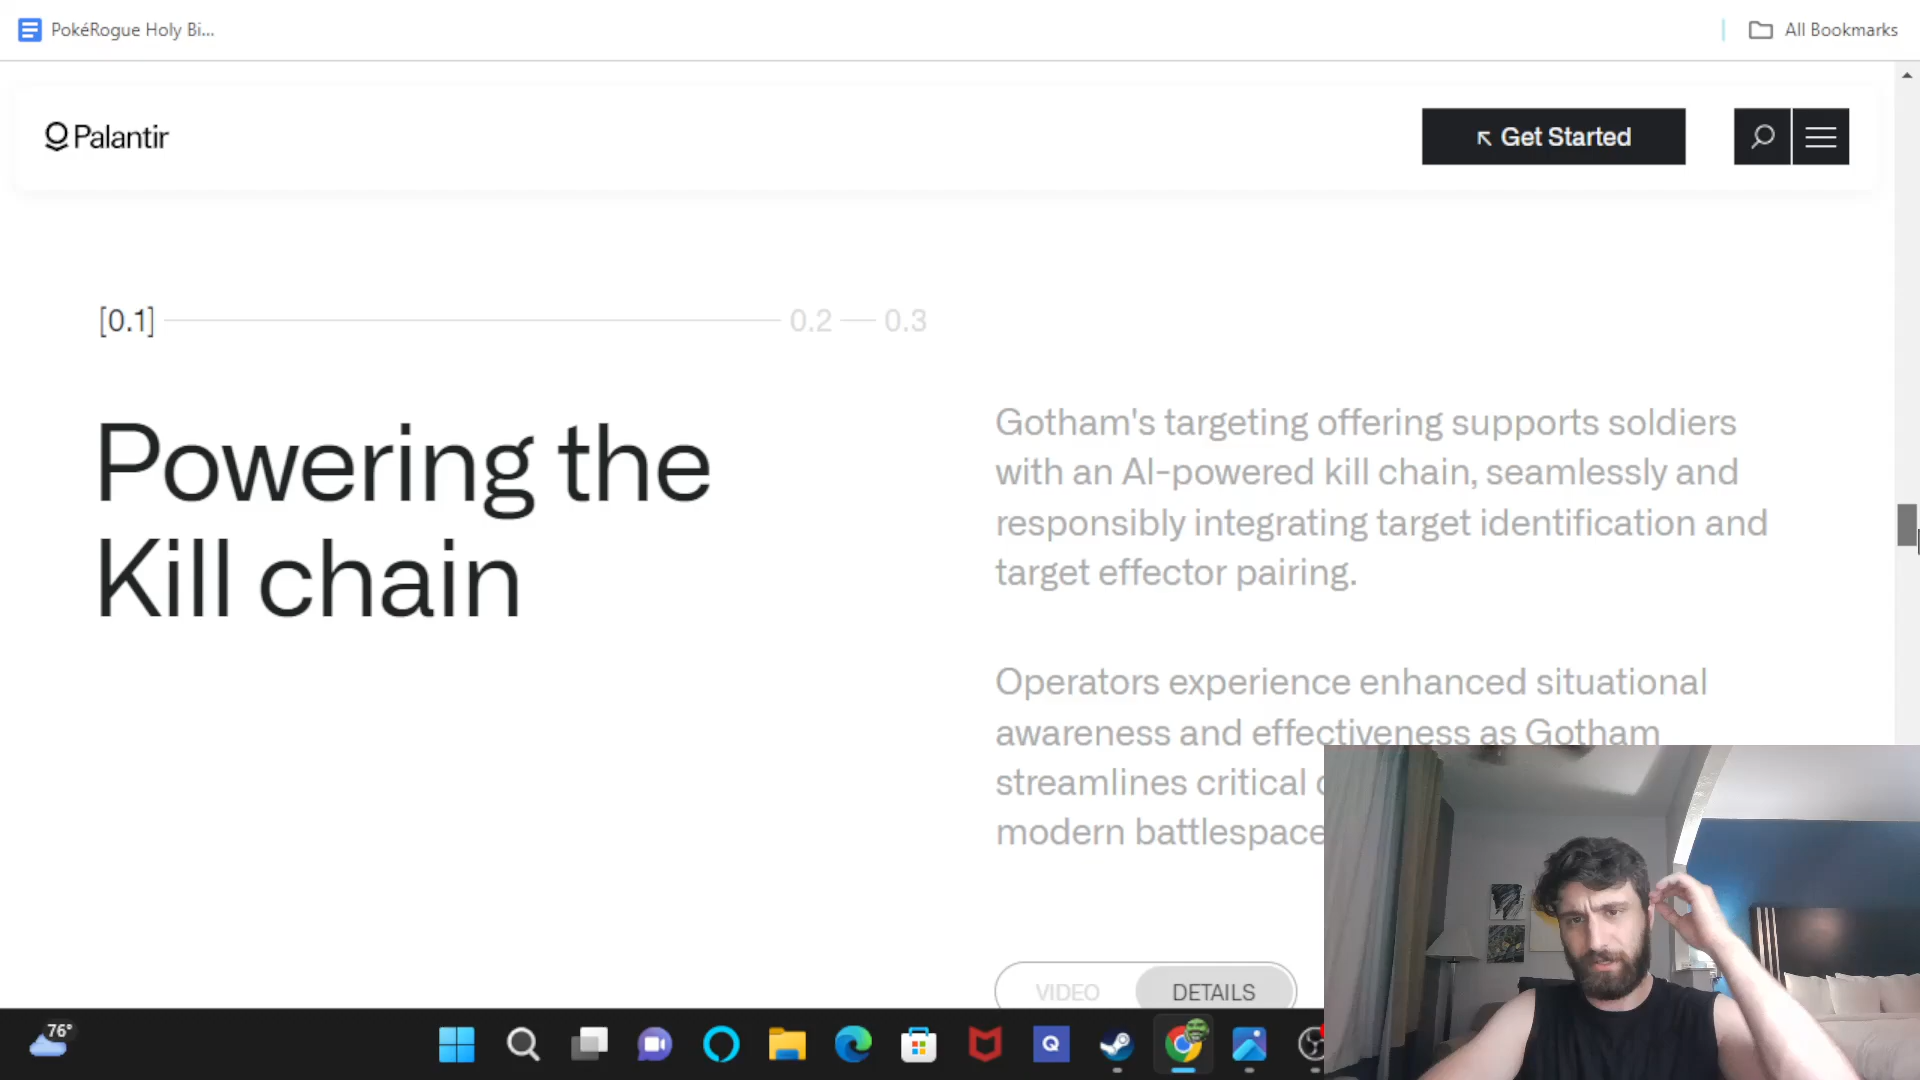 PokéRogue Holy Bi...
All Bookmarks
Palantir
Get Started
[0.1]
0.2
0.3
Powering the
Kill chain
Gotham's targeting offering supports soldiers
with an AI-powered kill chain, seamlessly and
responsibly integrating target identification and
target effector pairing.
Operators experience enhanced situational
awareness and effectiveness as Gotham
streamlines critical
modern battlespace
VIDEO
DETAILS
76°
Q